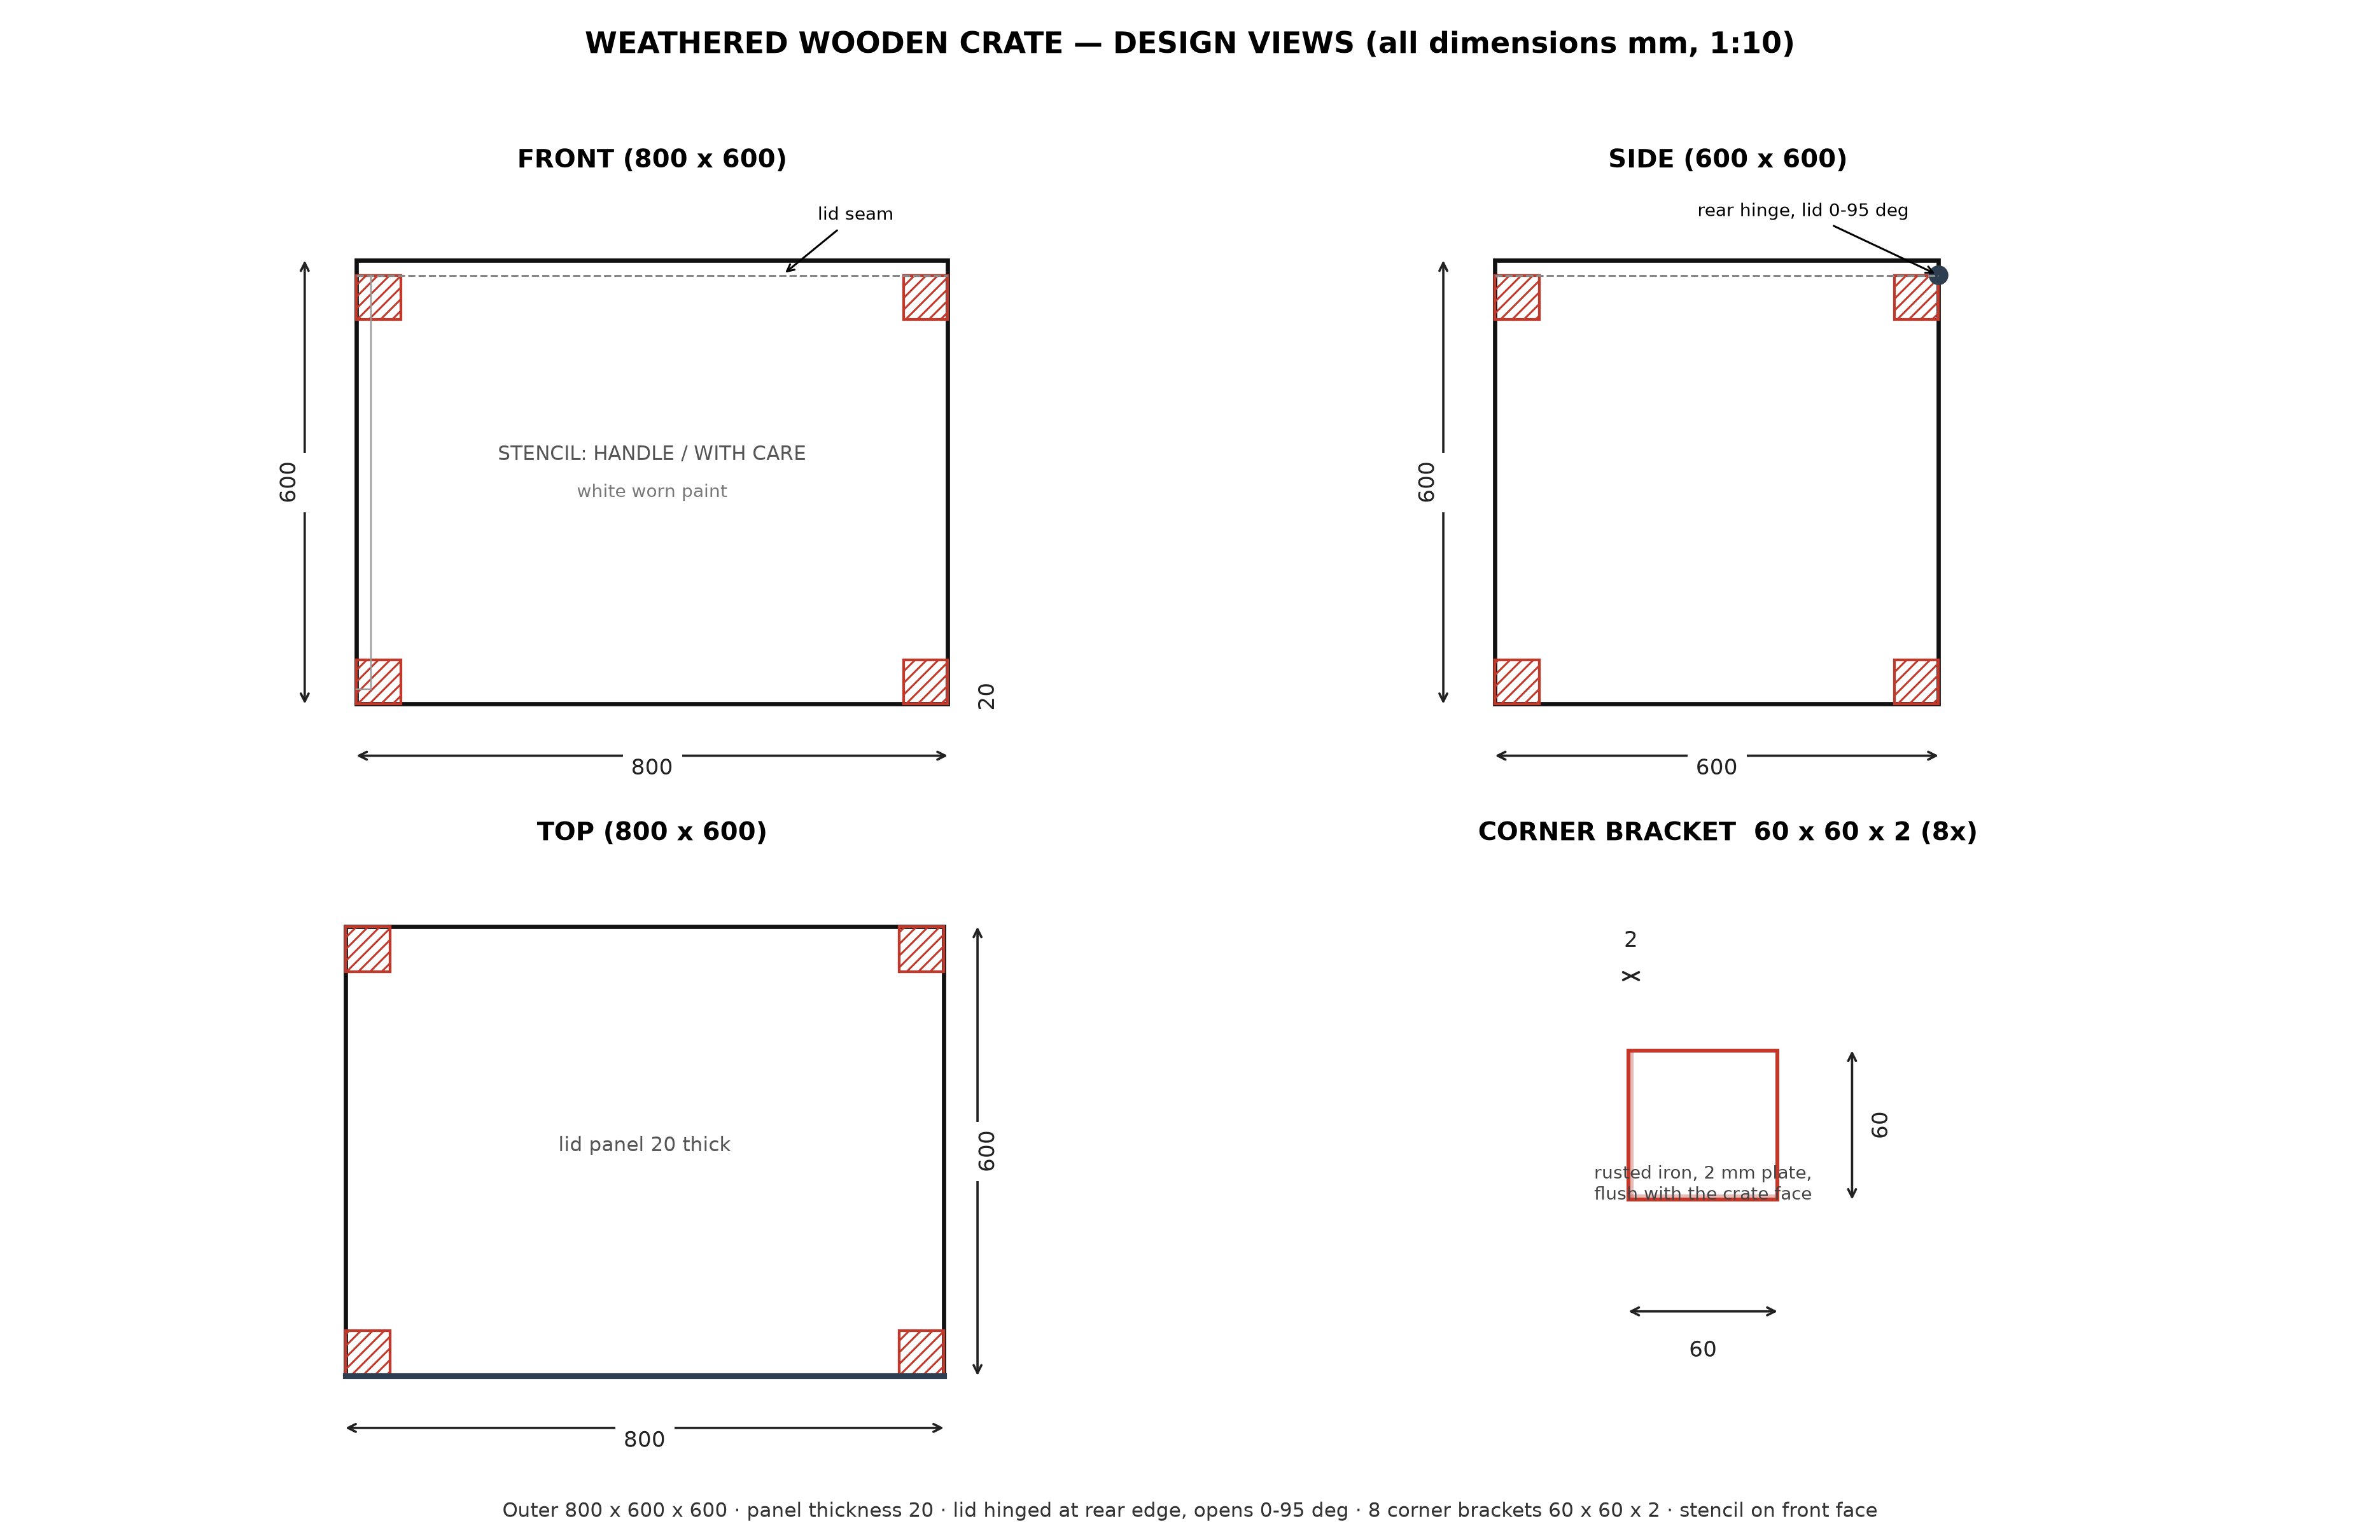 WEATHERED WOODEN CRATE — DESIGN VIEWS (all dimensions mm, 1:10)
FRONT (800 x 600)
lid seam
600
STENCIL: HANDLE / WITH CARE
white worn paint
20
800
SIDE (600 x 600)
rear hinge, lid 0-95 deg
600
600
TOP (800 x 600)
lid panel 20 thick
600
800
CORNER BRACKET  60 x 60 x 2 (8x)
2
60
rusted iron, 2 mm plate,
flush with the crate face
60
Outer 800 x 600 x 600 · panel thickness 20 · lid hinged at rear edge, opens 0-95 deg · 8 corner brackets 60 x 60 x 2 · stencil on front face